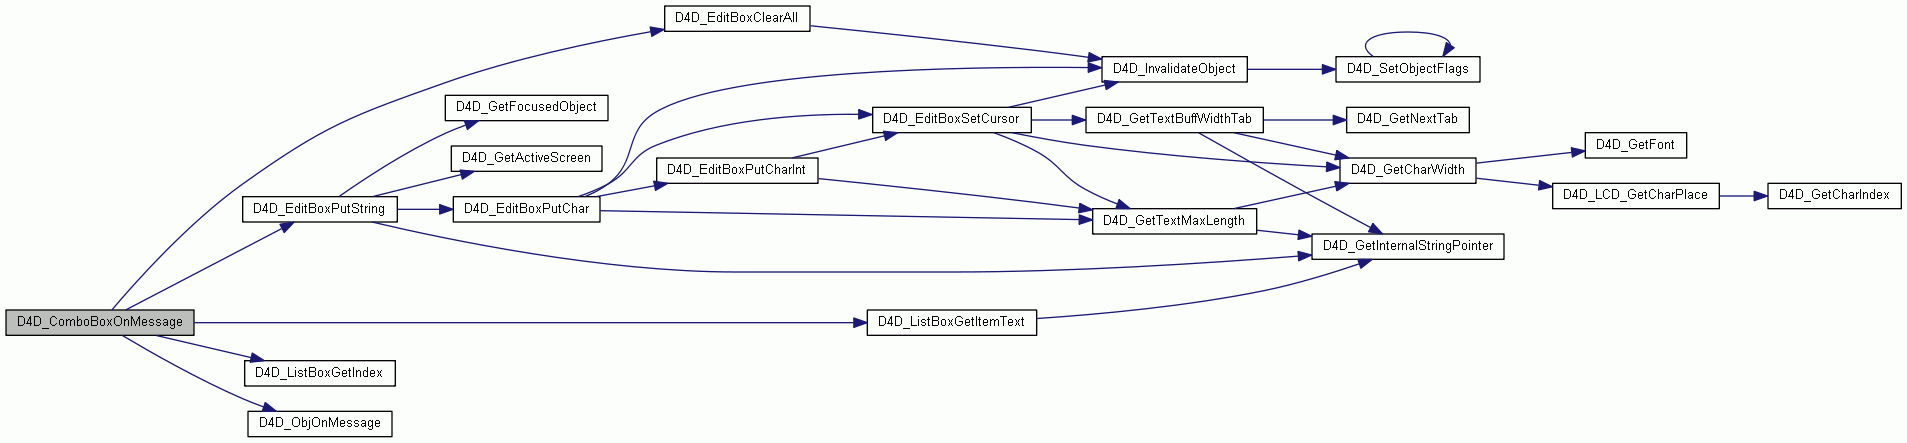 D4D_EditBoxClearAll
D4D_InvalidateObject
D4D_SetObjectFlags
D4D_GetFocusedObject
D4D_EditBoxSetCursor
D4D_GetTextBuffWidthTab
D4D_GetNextTab
D4D_GetFont
D4D_GetActiveScreen
D4D_EditBoxPutCharInt
D4D_GetCharWidth
D4D_LCD_GetCharPlace
D4D_GetCharIndex
D4D_EditBoxPutString
D4D_EditBoxPutChar
D4D_GetTextMaxLength
D4D_GetInternalStringPointer
D4D_ComboBoxOnMessage
D4D_ListBoxGetItemText
D4D_ListBoxGetIndex
D4D_ObjOnMessage